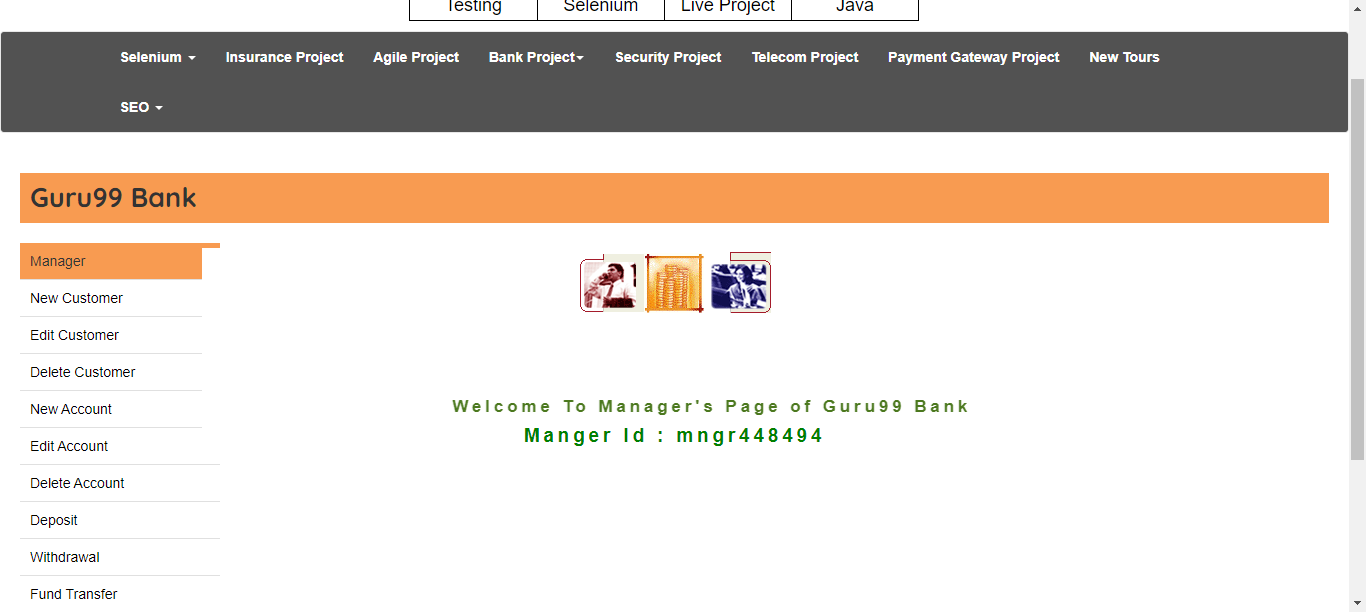 Testing Selenium Live Project Java
Selenium Insurance Project Agile Project Bank Project Security Project Telecom Project Payment Gateway Project New Tours
SEO
Guru99 Bank
Manager
New Customer
Edit Customer
Delete Customer
New Account
Edit Account
Delete Account
Deposit
Withdrawal
Fund Transfer
Welcome To Manager's Page of Guru99 Bank
Manger Id : mngr448494